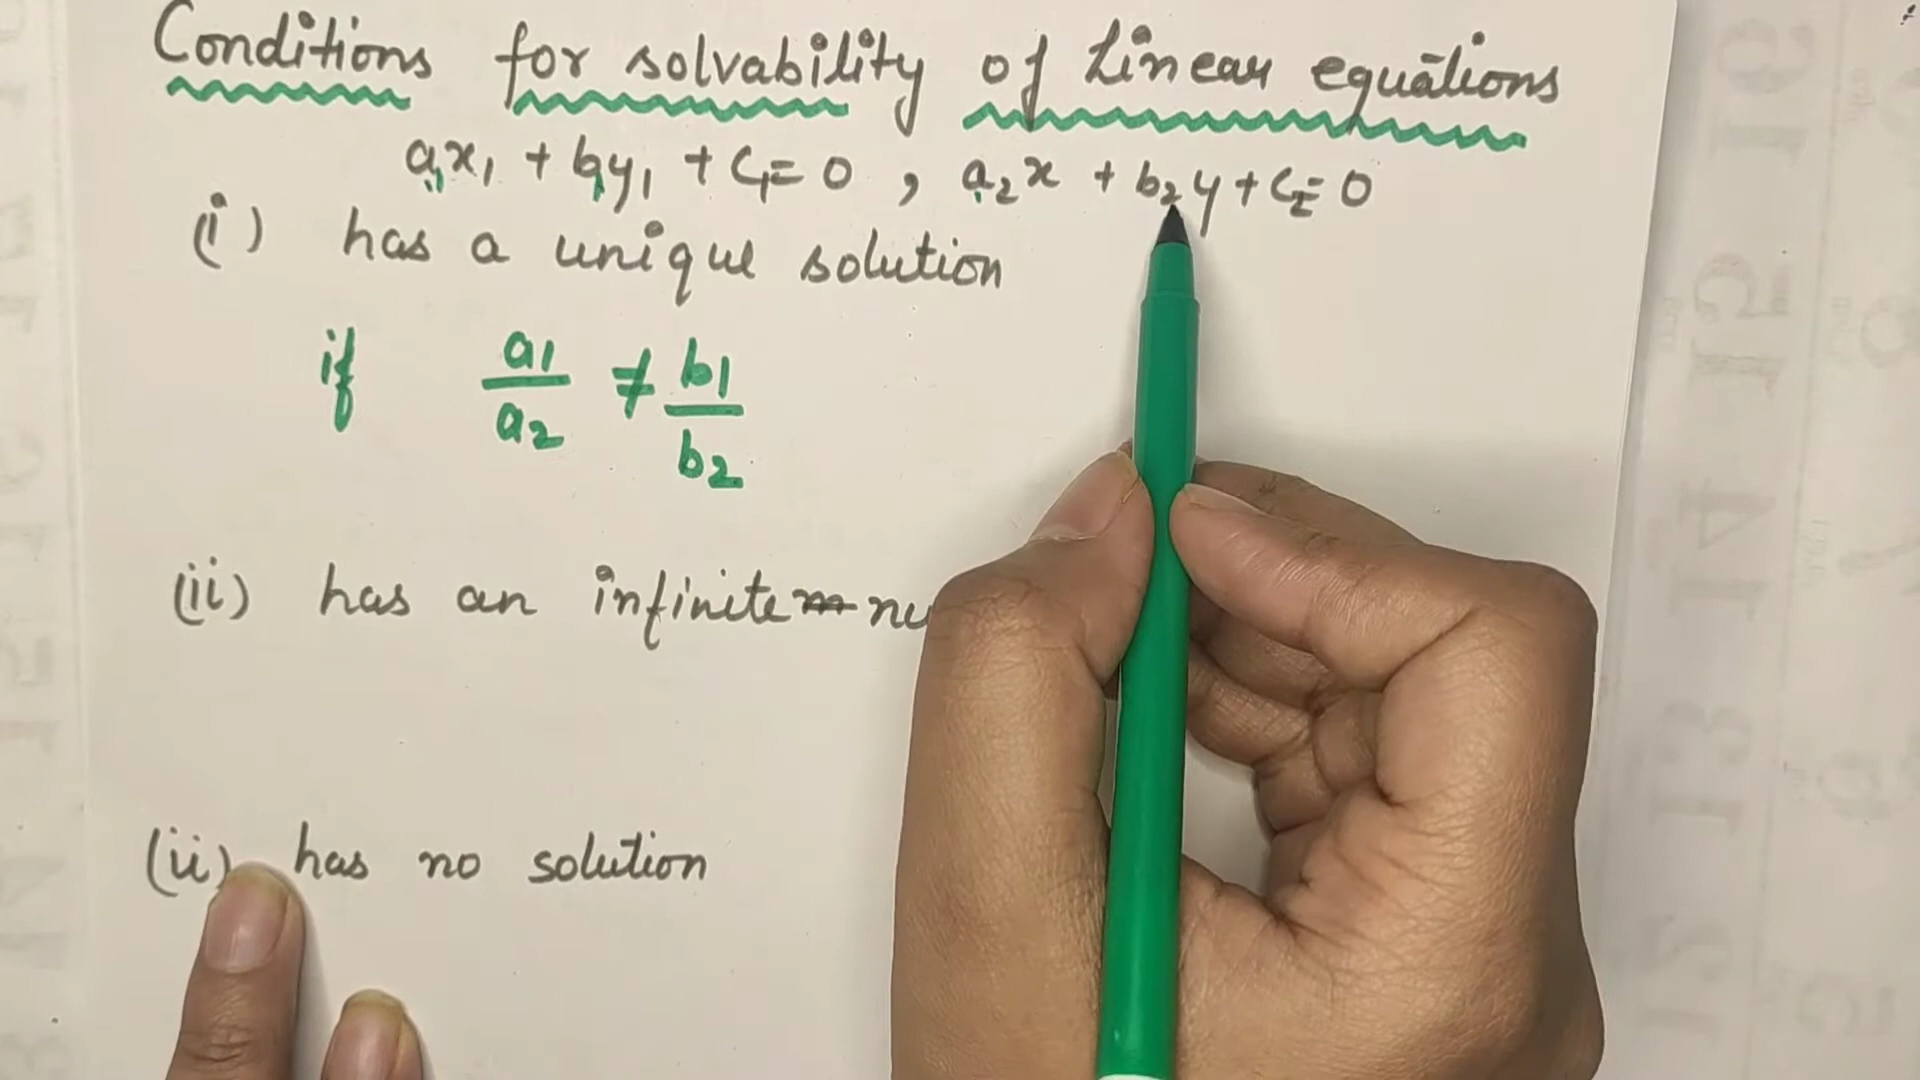 Conditions for solvability of Linear equations
a₁x₁ + b₁y₁ + c₁= 0 , a₂x + b₂y + c₂= 0
(i) has a unique solution
if a1/a2 ≠ b1/b2
(ii) has an infinite
(ii) has no solution